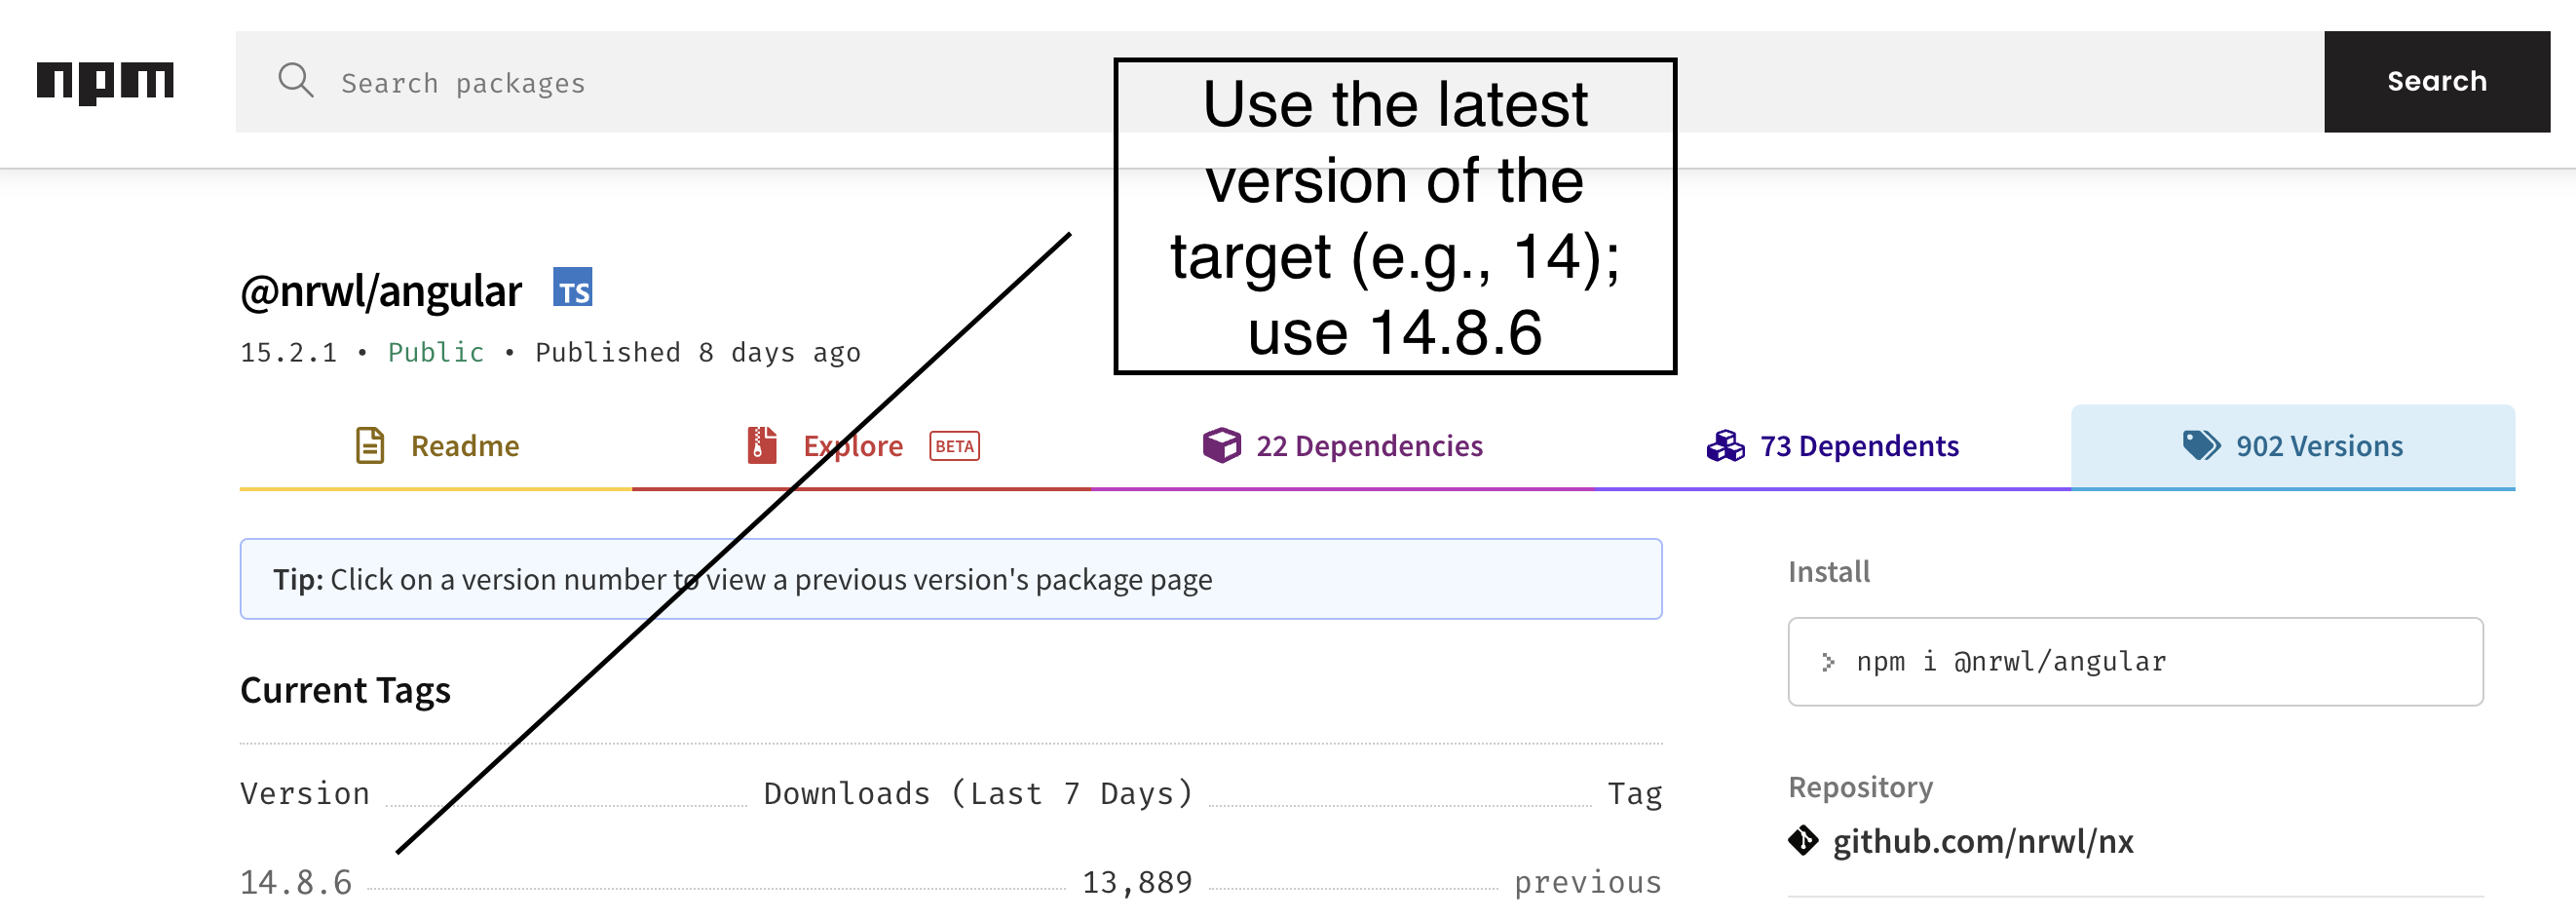 npm
Search packages
Search
Use the latest
version of the
target (e.g., 14);
use 14.8.6
@nrwl/angular TS
15.2.1 • Public • Published 8 days ago
Readme
Explore BETA
22 Dependencies
73 Dependents
902 Versions
Tip: Click on a version number to view a previous version's package page
Current Tags
Version Downloads (Last 7 Days) Tag
14.8.6 13,889 previous
Install
> npm i @nrwl/angular
Repository
github.com/nrwl/nx